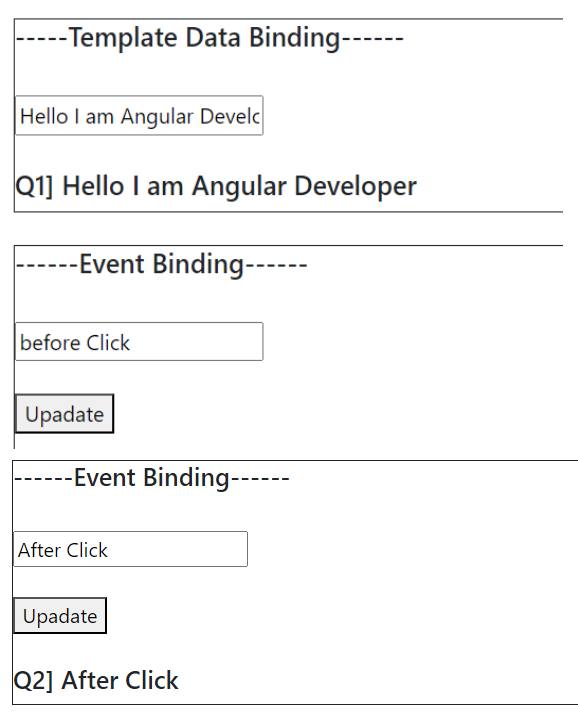 -----Template Data Binding------
Hello I am Angular Develc
Q1] Hello I am Angular Developer
------Event Binding------
before Click
Upadate
------Event Binding------
After Click
Upadate
Q2] After Click